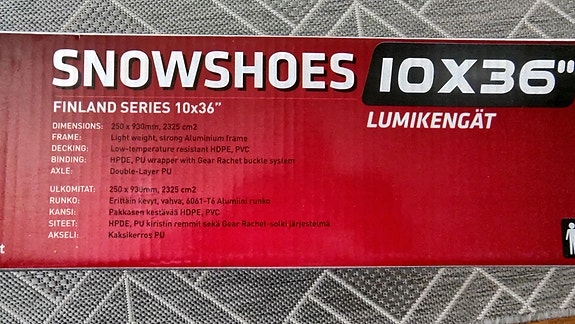 SNOWSHOES 10X36"
FINLAND SERIES 10x36"
LUMIKENGÄT
DIMENSIONS: 250 x 930mm, 2325 cm2
FRAME: Light weight, strong Aluminium frame
DECKING: Low-temperature resistant HDPE, PVC
BINDING: HPDE, PU wrapper with Gear Rachet buckle system
AXLE: Double-Layer PU
ULKOMITAT: 250 x 930mm, 2325 cm2
RUNKO: Erittäin kevyt, vahva, 6061-T6 Alumiini runko
KANSI: Pakkasen kestävää HDPE, PVC
SITEET: HPDE, PU kiristin remmit sekä Gear Rachet-solki järjestelmä
AKSELI: Kaksikerros PU